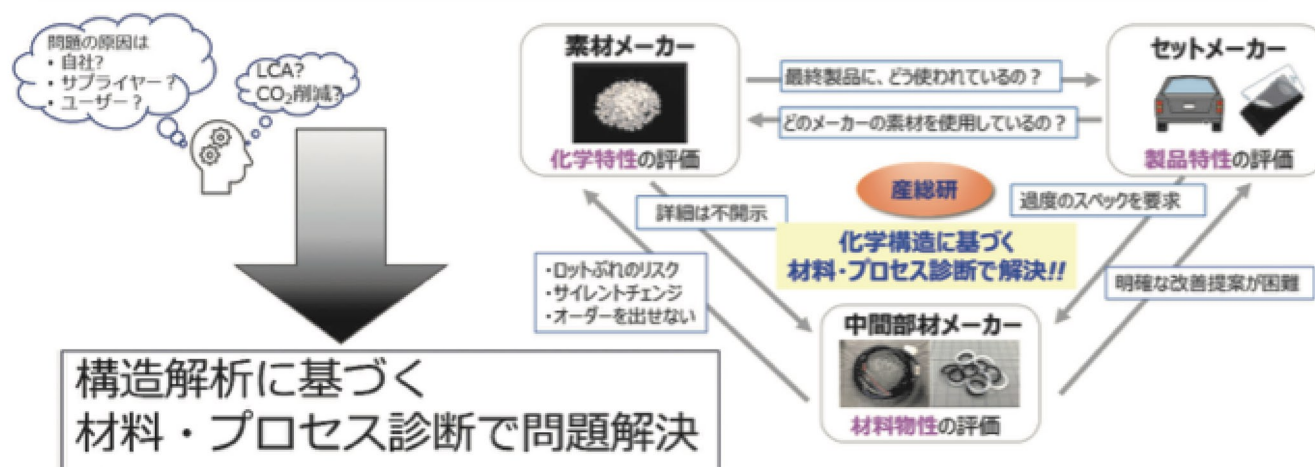 問題の原因は
・自社?
・サプライヤー?
・ユーザー?
LCA?
CO₂削減?
構造解析に基づく
材料・プロセス診断で問題解決
素材メーカー
化学特性の評価
最終製品に、どう使われているの?
どのメーカーの素材を使用しているの?
セットメーカー
製品特性の評価
産総研
化学構造に基づく
材料・プロセス診断で解決!!
詳細は不開示
過度のスペックを要求
・ロットぶれのリスク
・サイレントチェンジ
・オーダーを出せない
明確な改善提案が困難
中間部材メーカー
材料物性の評価